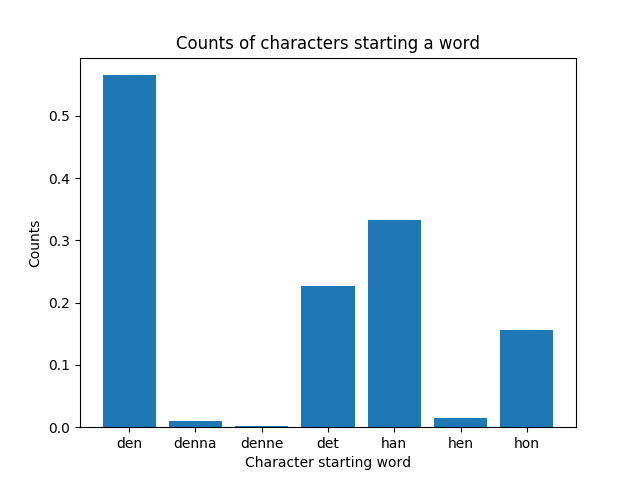 Counts of characters starting a word
Counts
0.5
0.4
0.3
0.2
0.1
0.0
den denna denne det han hen hon
Character starting word